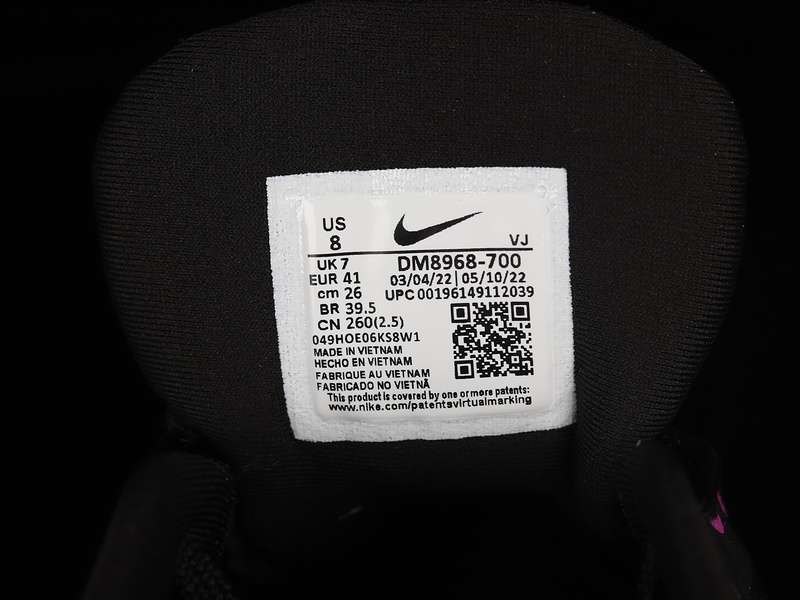 US
8
VJ
UK 7
DM8968-700
EUR 41
03/04/22 | 05/10/22
cm 26
UPC 00196149112039
BR 39.5
CN 260(2.5)
049HOE06KS8W1
MADE IN VIETNAM
HECHO EN VIETNAM
FABRIQUE AU VIETNAM
FABRICADO NO VIETNÃ
This product is covered by one or more patents:
www.nike.com/patentsvirtualmarking